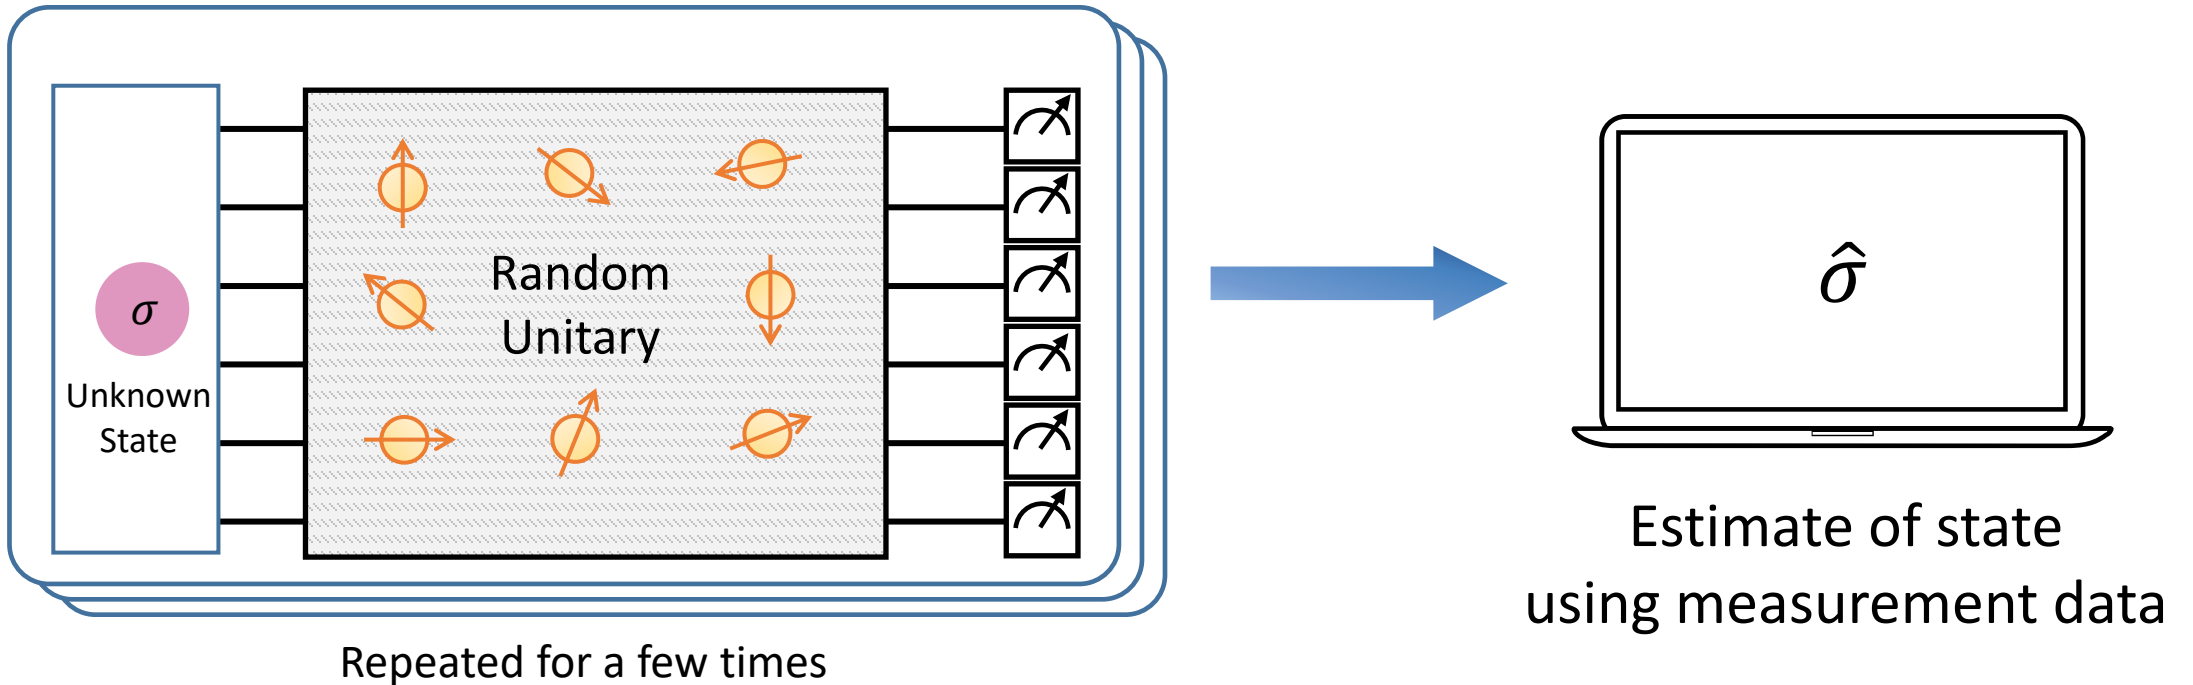 σ
Unknown
State
Random
Unitary
Repeated for a few times
σ̂
Estimate of state
using measurement data